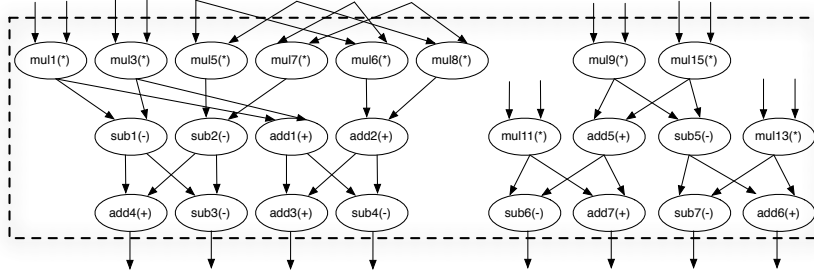 mul1(*) mul3(*) mul5(*) mul7(*) mul6(*) mul8(*) mul9(*) mul15(*)
sub1(-) sub2(-) add1(+) add2(+) mul11(*) add5(+) sub5(-) mul13(*)
add4(+) sub3(-) add3(+) sub4(-) sub6(-) add7(+) sub7(-) add6(+)